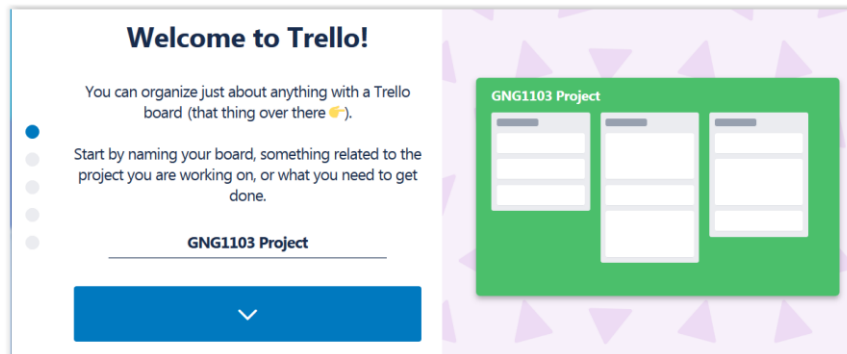 Welcome to Trello!
You can organize just about anything with a Trello
board (that thing over there 👉).
Start by naming your board, something related to the
project you are working on, or what you need to get
done.
GNG1103 Project
GNG1103 Project